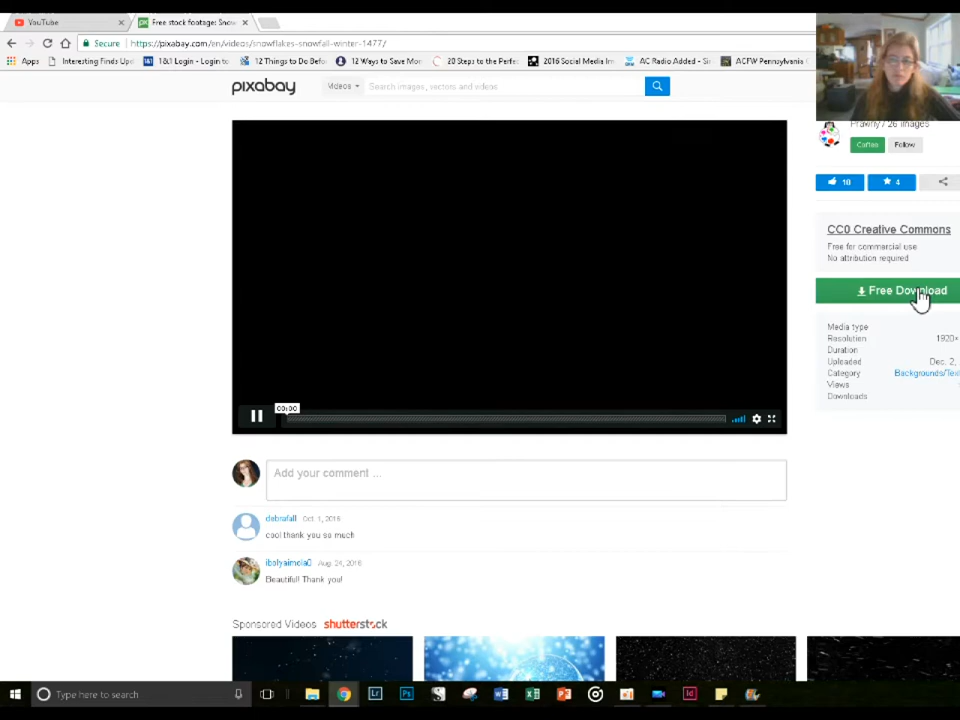 YouTube
Free stock footage: Snow
Secure
https://pixabay.com/en/videos/snowflakes-snowfall-winter-1477/
Apps
Interesting Finds Upd
1&1 Login - Login to
12 Things to Do Befo
12 Ways to Save Mon
20 Steps to the Perfe
2016 Social Media Im
AC Radio Added - Si
ACFW Pennsylvania
pixabay
Videos
Search images, vectors and videos
/ 26 images
Coffee
Follow
10
4
CC0 Creative Commons
Free for commercial use
No attribution required
Free Download
Media type
Resolution 1920×
Duration
Uploaded Dec. 2,
Category Backgrounds/Text
Views
Downloads
00:00
Add your comment ...
debrafall Oct. 1, 2016
cool thank you so much
Aug. 24, 2016
Beautiful! Thank you!
Sponsored Videos shutterstock
Type here to search